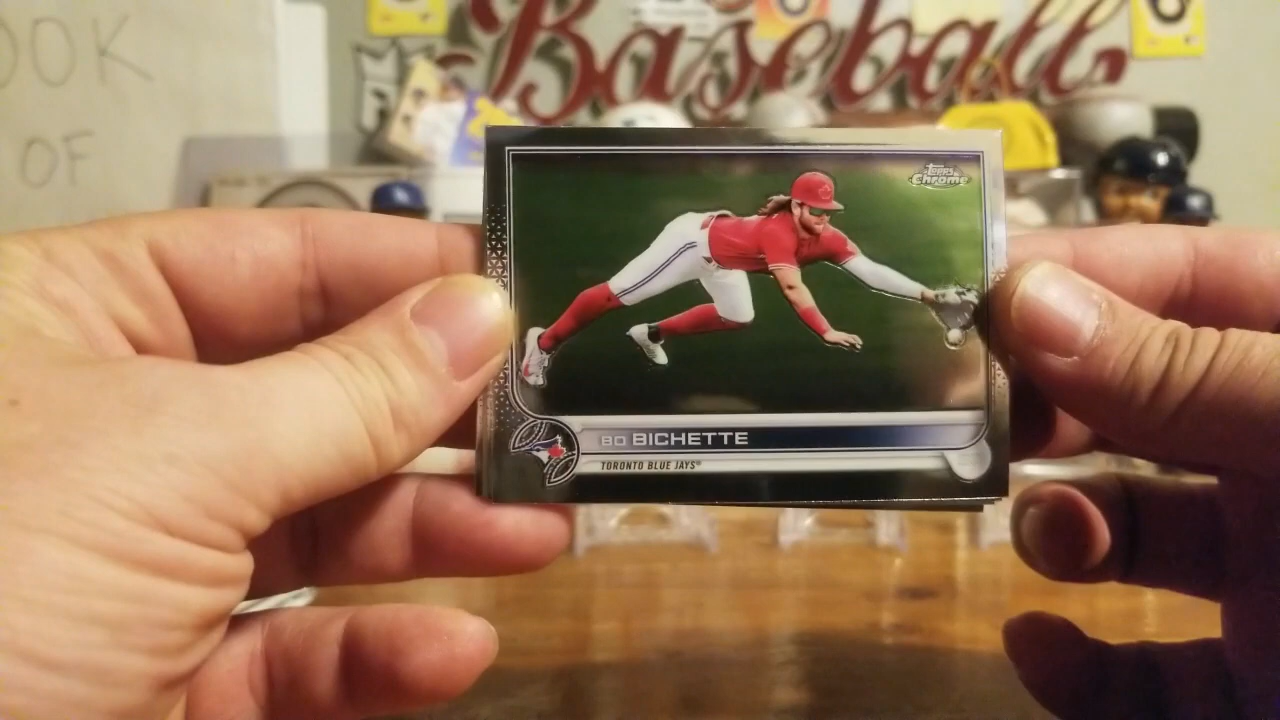 OOK
OF
Baseball
TOPPS
Chrome
BO BICHETTE
TORONTO BLUE JAYS